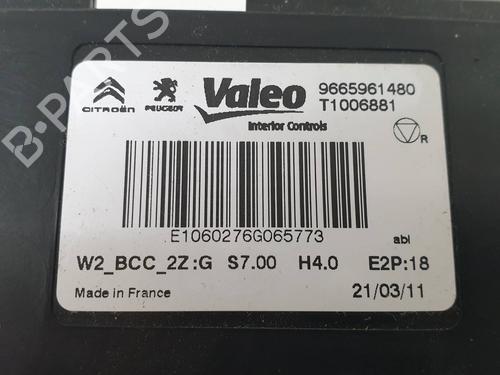 CITROËN PEUGEOT Valeo 9665961480
T1006881
Interior Controls
R
E1060276G065773
abl
W2_BCC_2Z:G S7.00 H4.0 E2P:18
Made in France 21/03/11
B-PARTS